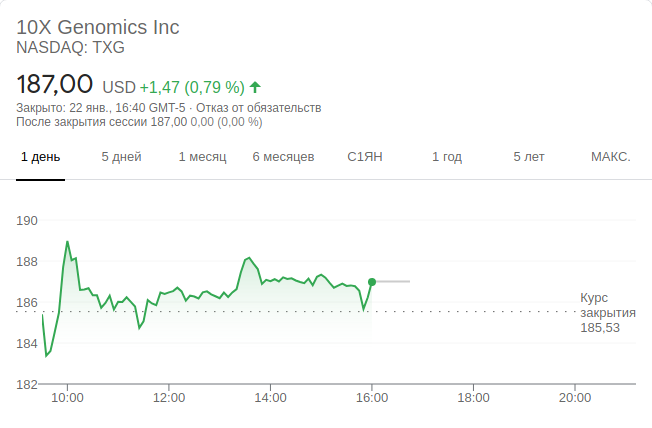 10X Genomics Inc
NASDAQ: TXG
187,00 USD +1,47 (0,79 %)
Закрыто: 22 янв., 16:40 GMT-5 · Отказ от обязательств
После закрытия сессии 187,00 0,00 (0,00 %)
1 день 5 дней 1 месяц 6 месяцев С1ЯН 1 год 5 лет МАКС.
190
188
186
184
182
Курс
закрытия
185,53
10:00 12:00 14:00 16:00 18:00 20:00